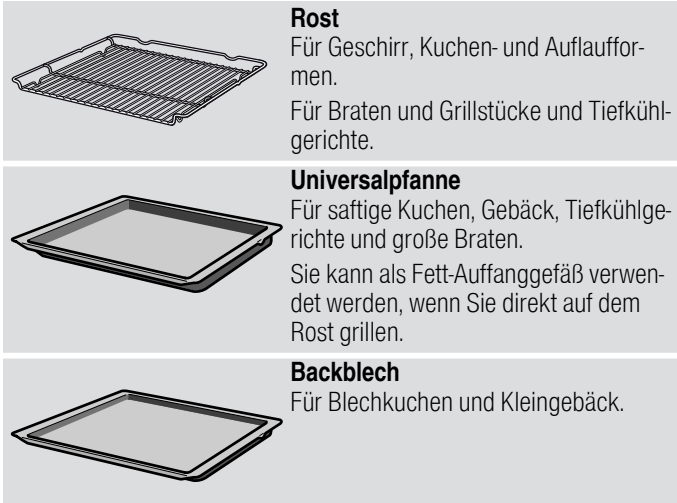 Rost
Für Geschirr, Kuchen- und Auflauffor-
men.
Für Braten und Grillstücke und Tiefkühl-
gerichte.
Universalpfanne
Für saftige Kuchen, Gebäck, Tiefkühlge-
richte und große Braten.
Sie kann als Fett-Auffanggefäß verwen-
det werden, wenn Sie direkt auf dem
Rost grillen.
Backblech
Für Blechkuchen und Kleingebäck.